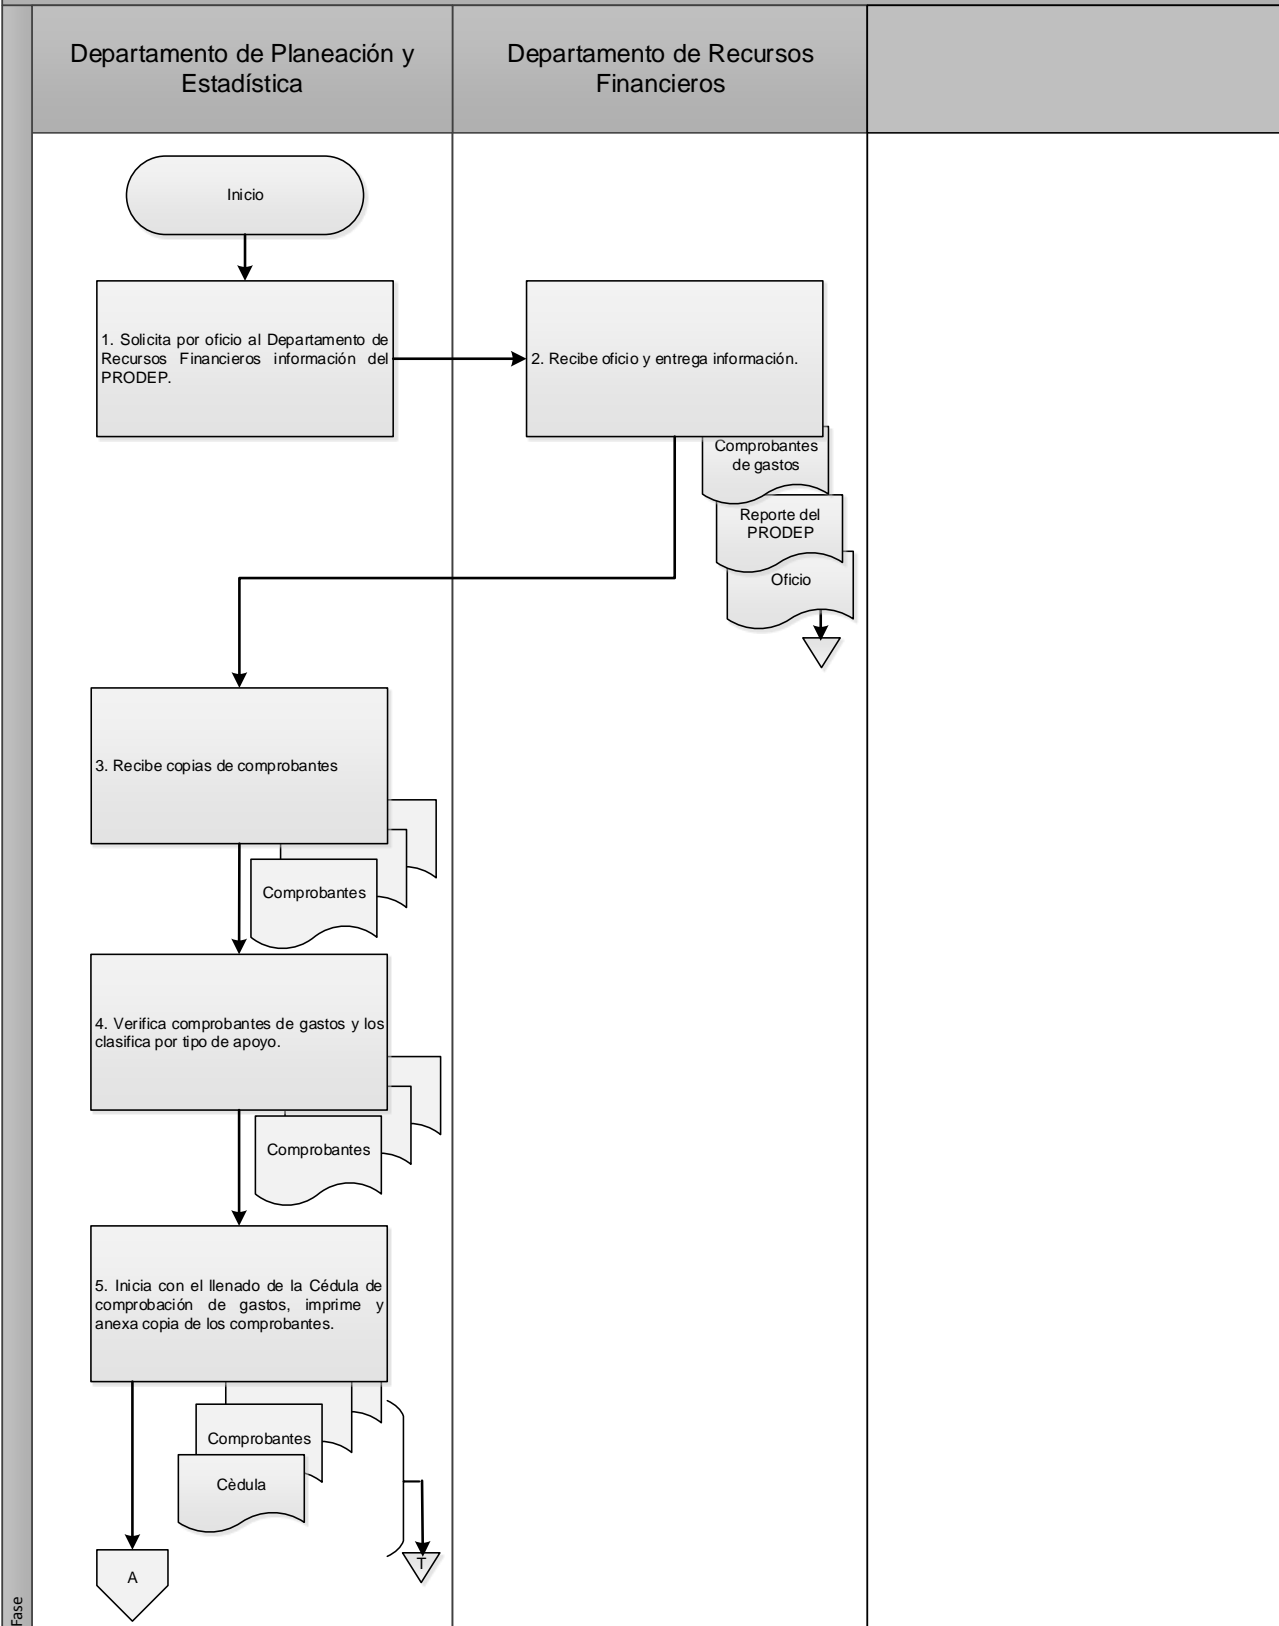 Departamento de Planeación y
Estadística
Departamento de Recursos
Financieros
Inicio
1. Solicita por oficio al Departamento de
Recursos Financieros información del
PRODEP.
2. Recibe oficio y entrega información.
Comprobantes
de gastos
Reporte del
PRODEP
Oficio
3. Recibe copias de comprobantes
Comprobantes
4. Verifica comprobantes de gastos y los
clasifica por tipo de apoyo.
Comprobantes
5. Inicia con el llenado de la Cédula de
comprobación de gastos, imprime y
anexa copia de los comprobantes.
Comprobantes
Cèdula
T
A
Fase